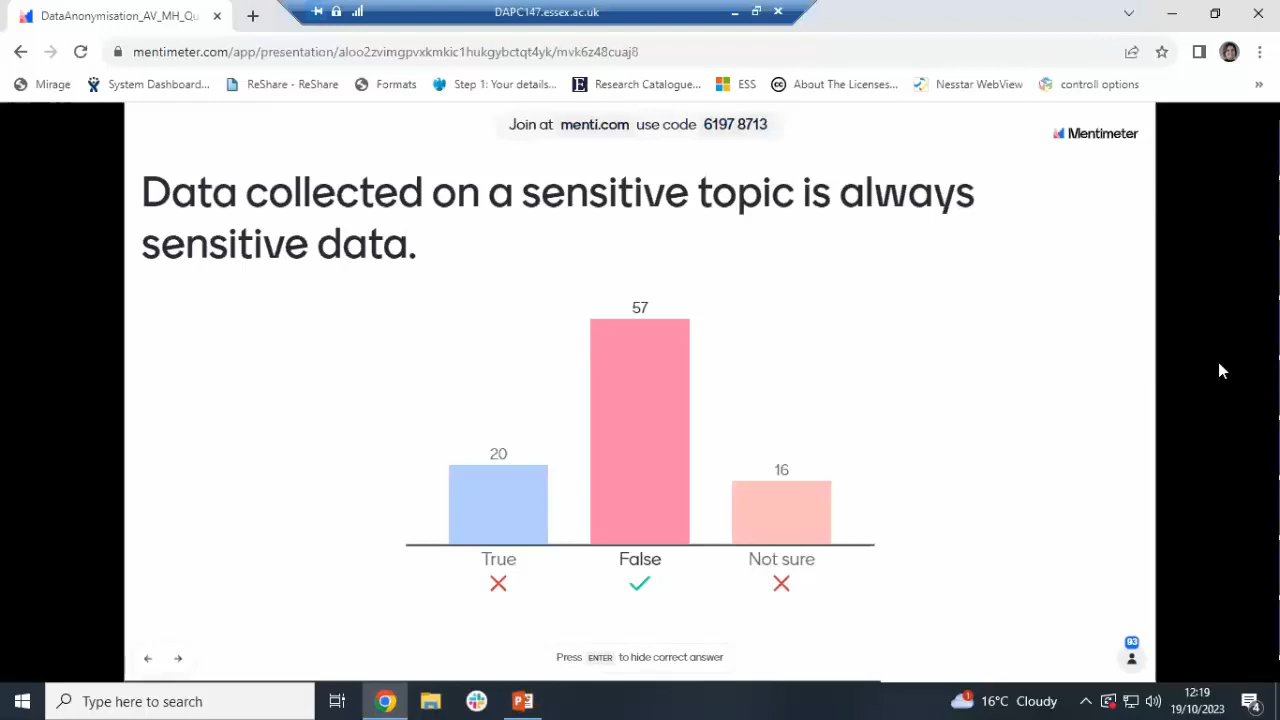 DataAnonymisation_AV_MH_Qu
DAPC147.essex.ac.uk
mentimeter.com/app/presentation/aloo2zvimgpvxkmkic1hukgybctqt4yk/mvk6z48cuaj8
Mirage System Dashboard... ReShare - ReShare Formats Step 1: Your details... Research Catalogue... ESS About The Licenses... Nesstar WebView controll options
Join at menti.com use code 6197 8713
Mentimeter
Data collected on a sensitive topic is always
sensitive data.
57
20
16
True False Not sure
Press ENTER to hide correct answer
93
Type here to search
1
16°C Cloudy
12:19
19/10/2023
4